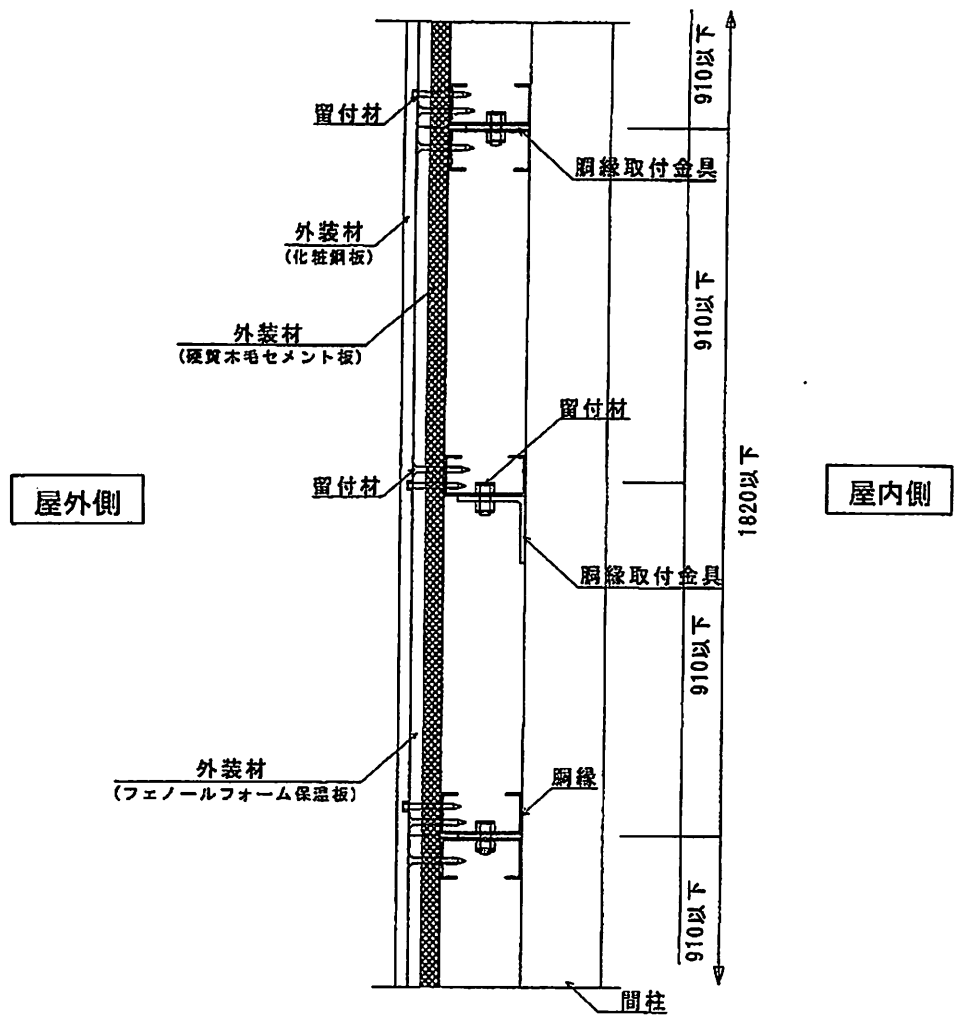 910以下
留付材
胴縁取付金具
外装材
(化粧鋼板)
910以下
外装材
(硬質木毛セメント板)
留付材
留付材
1820以下
屋外側
屋内側
胴縁取付金具
910以下
外装材
(フェノールフォーム保温板)
胴縁
910以下
間柱